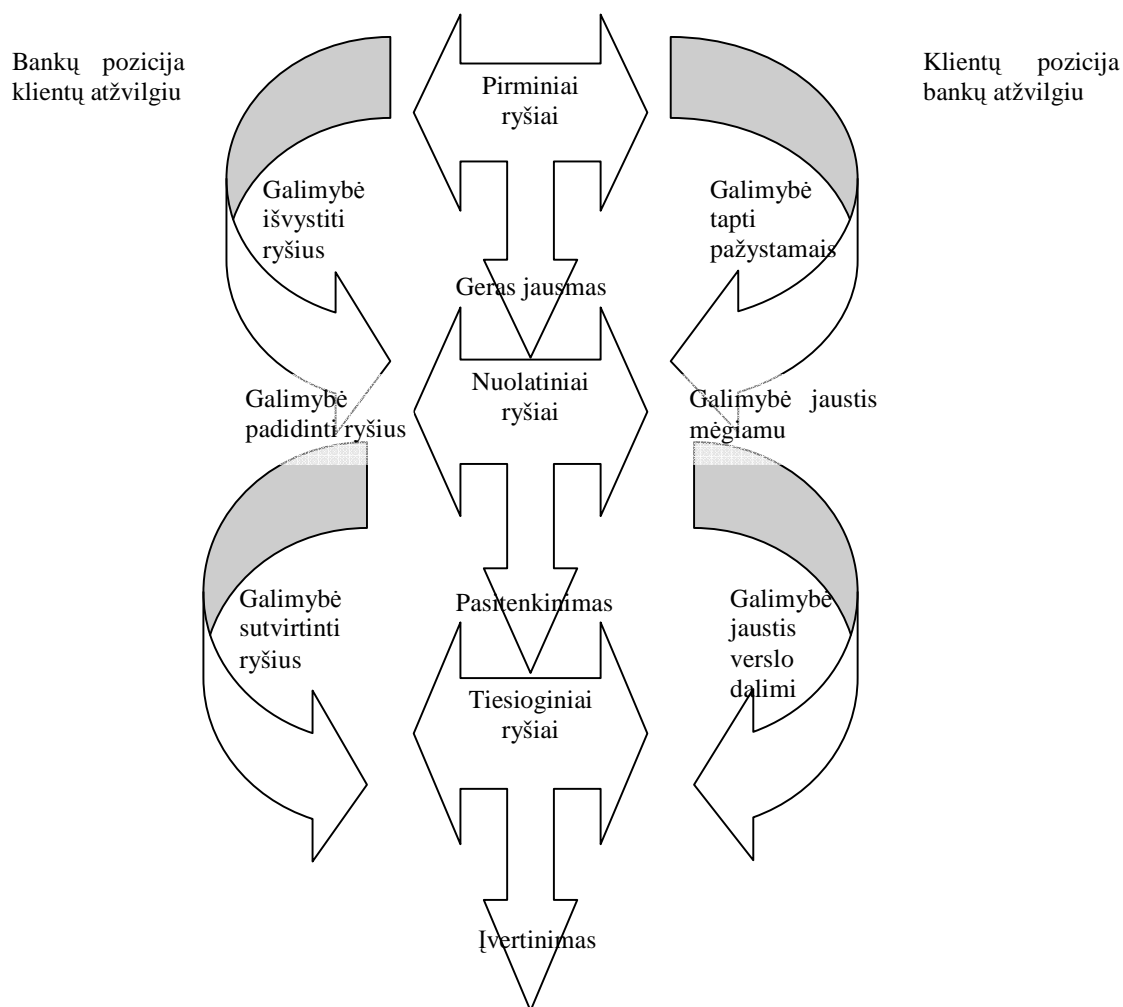 Bankų pozicija
klientų atžvilgiu
Pirminiai
ryšiai
Klientų pozicija
bankų atžvilgiu
Galimybė
išvystiti
ryšius
Galimybė
tapti
pažystamais
Geras jausmas
Galimybė
padidinti ryšius
Nuolatiniai
ryšiai
Galimybė jaustis
mėgiamu
Galimybė
sutvirtinti
ryšius
Pasitenkinimas
Galimybė
jaustis
verslo
dalimi
Tiesioginiai
ryšiai
Įvertinimas